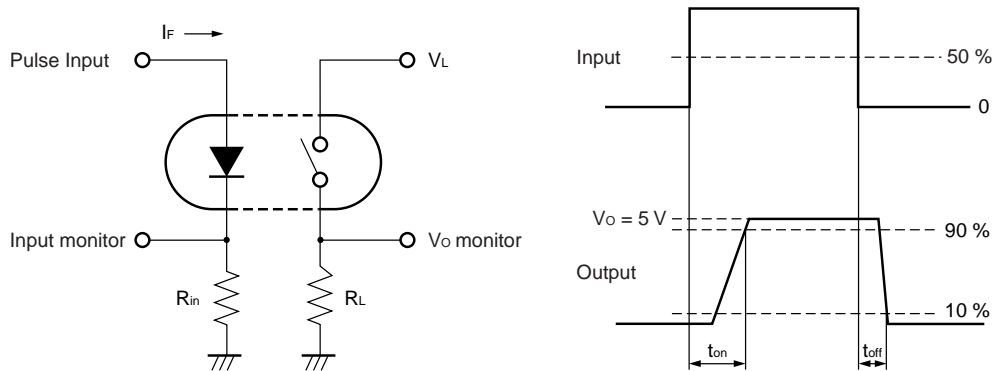 IF
Pulse Input
VL
Input monitor
VO monitor
Rin
RL
Input
50 %
0
VO = 5 V
90 %
Output
10 %
ton
toff